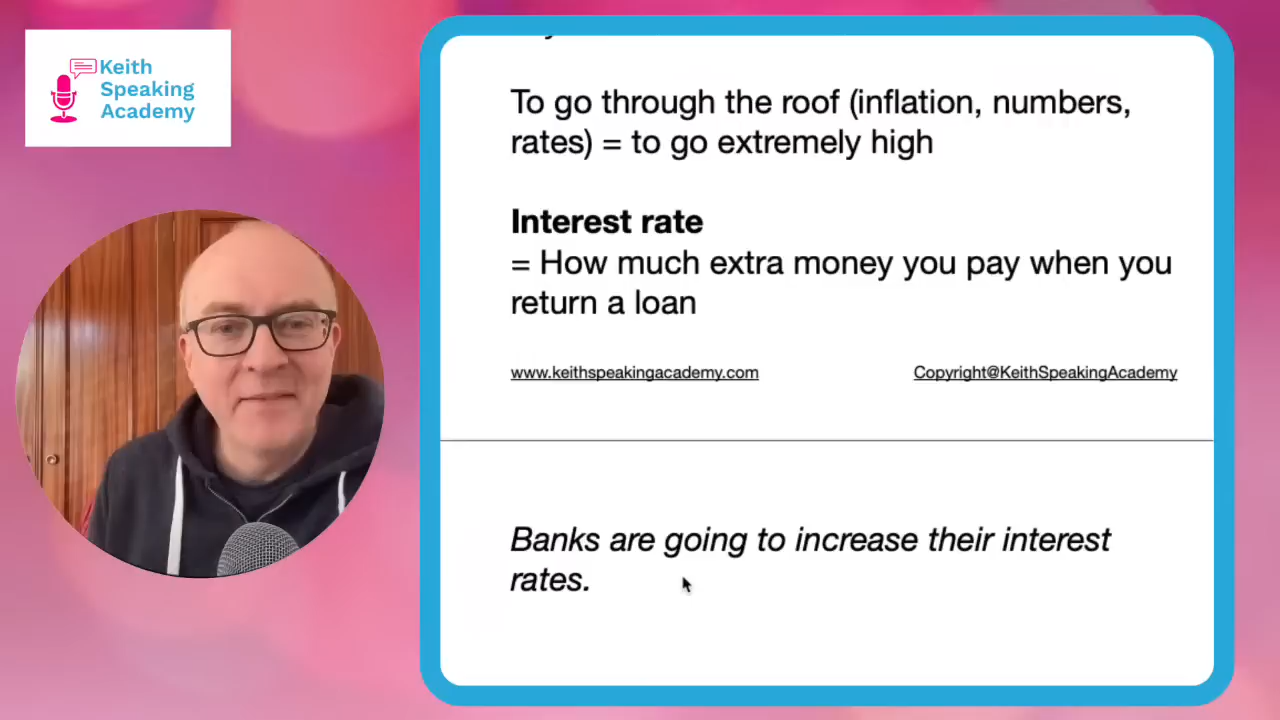 Keith
Speaking
Academy
To go through the roof (inflation, numbers,
rates) = to go extremely high
Interest rate
= How much extra money you pay when you
return a loan
www.keithspeakingacademy.com
Copyright@KeithSpeakingAcademy
Banks are going to increase their interest
rates.